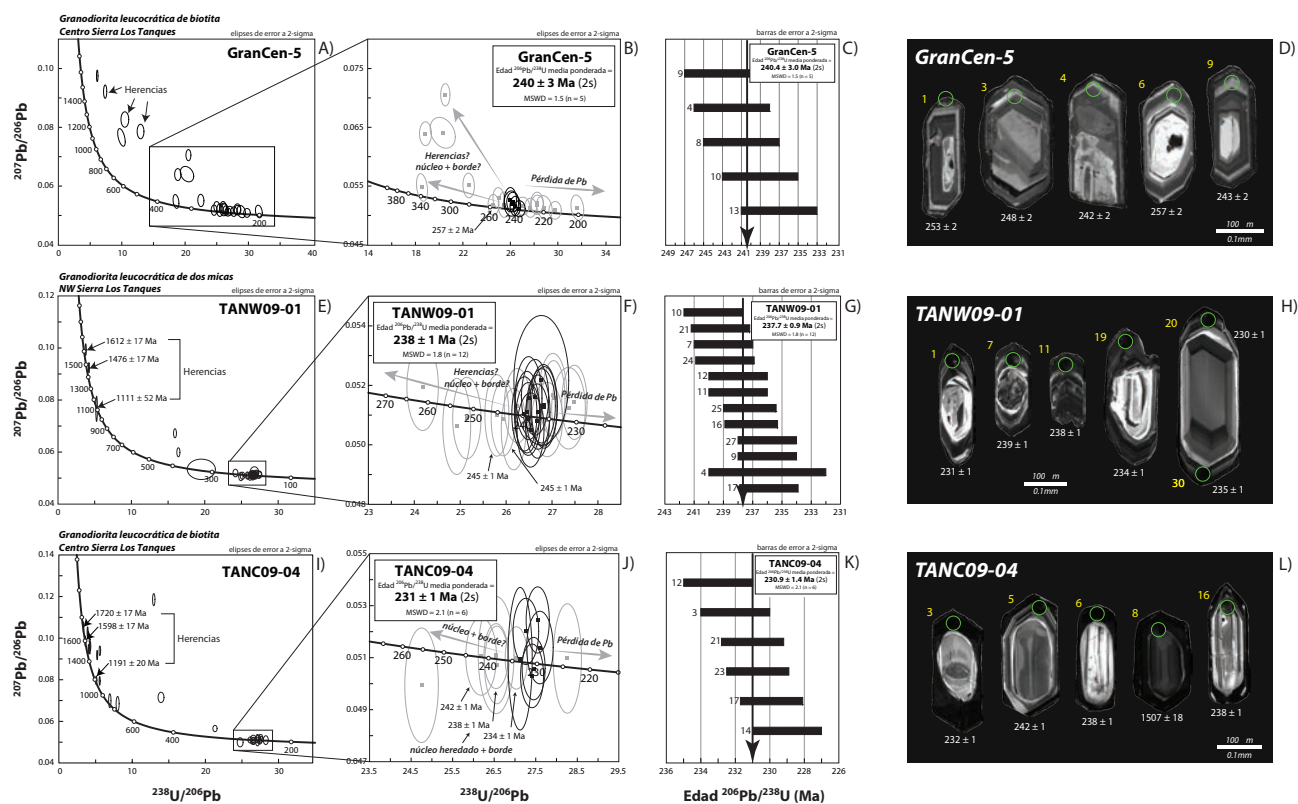 Granodiorita leucocrática de biotita
Centro Sierra Los Tanques
elipses de error a 2-sigma
A)
GranCen-5
Herencias
1400
1200
1000
800
600
400
200
0.10
0.08
0.06
0.04
0
10
20
30
40
207Pb/206Pb
elipses de error a 2-sigma
B)
GranCen-5
Edad 206Pb/238U media ponderada =
240 ± 3 Ma (2s)
MSWD = 1.5 (n = 5)
Herencias?
núcleo + borde?
Pérdida de Pb
380
340
300
260
240
220
200
257 ± 2 Ma
0.075
0.065
0.055
0.045
14
18
22
26
30
34
barras de error a 2-sigma
C)
GranCen-5
Edad 206Pb/238U media ponderada =
240.4 ± 3.0 Ma (2s)
MSWD = 1.5 (n = 5)
9
4
8
10
13
249 247 245 243 241 239 237 235 233 231
GranCen-5
D)
1
3
4
6
9
253 ± 2
248 ± 2
242 ± 2
257 ± 2
243 ± 2
100 m
0.1mm
Granodiorita leucocrática de dos micas
NW Sierra Los Tanques
elipses de error a 2-sigma
E)
TANW09-01
1612 ± 17 Ma
1476 ± 17 Ma
1111 ± 52 Ma
Herencias
1500
1300
1100
900
700
500
300
100
0.12
0.10
0.08
0.06
0.04
0
10
20
30
207Pb/206Pb
elipses de error a 2-sigma
F)
TANW09-01
Edad 206Pb/238U media ponderada =
238 ± 1 Ma (2s)
MSWD = 1.8 (n = 12)
Herencias?
núcleo + borde?
Pérdida de Pb
270
260
250
230
245 ± 1 Ma
245 ± 1 Ma
0.054
0.052
0.050
0.048
23
24
25
26
27
28
barras de error a 2-sigma
G)
TANW09-01
Edad 206Pb/238U media ponderada =
237.7 ± 0.9 Ma (2s)
MSWD = 1.8 (n = 12)
10
21
7
24
12
11
25
16
27
9
4
17
243 241 239 237 235 233 231
TANW09-01
H)
1
7
11
19
20
30
230 ± 1
231 ± 1
239 ± 1
238 ± 1
234 ± 1
235 ± 1
100 m
0.1mm
Granodiorita leucocrática de biotita
Centro Sierra Los Tanques
elipses de error a 2-sigma
I)
TANC09-04
1720 ± 17 Ma
1598 ± 17 Ma
1191 ± 20 Ma
Herencias
1600
1400
1000
600
400
200
0.14
0.12
0.10
0.08
0.06
0.04
0
10
20
30
207Pb/206Pb
238U/206Pb
elipses de error a 2-sigma
J)
TANC09-04
Edad 206Pb/238U media ponderada =
231 ± 1 Ma (2s)
MSWD = 2.1 (n = 6)
núcleo + borde?
Pérdida de Pb
260
250
240
230
220
242 ± 1 Ma
238 ± 1 Ma
234 ± 1 Ma
núcleo heredado + borde
0.055
0.053
0.051
0.049
0.047
23.5
24.5
25.5
26.5
27.5
28.5
29.5
238U/206Pb
barras de error a 2-sigma
K)
TANC09-04
Edad 206Pb/238U media ponderada =
230.9 ± 1.4 Ma (2s)
MSWD = 2.1 (n = 6)
12
3
21
23
17
14
236 234 232 230 228 226
Edad 206Pb/238U (Ma)
TANC09-04
L)
3
5
6
8
16
232 ± 1
242 ± 1
238 ± 1
1507 ± 18
238 ± 1
100 m
0.1mm